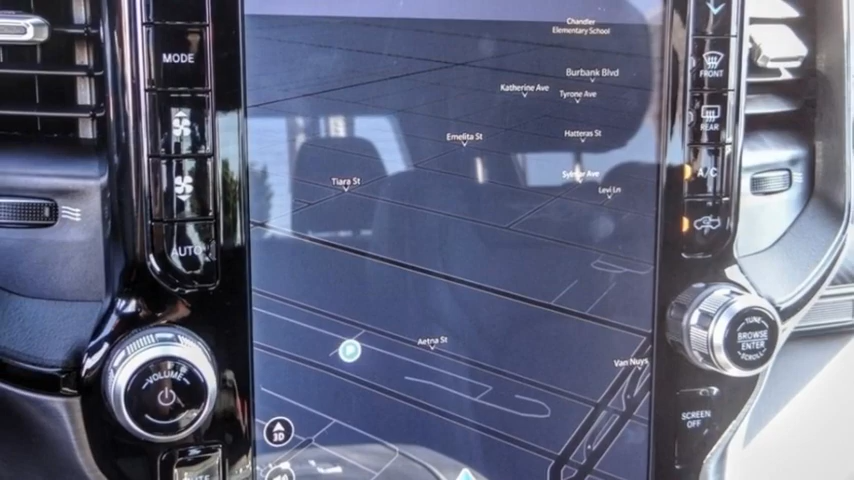 MODE
AUTO
VOLUME
Chandler
Elementary School
Burbank Blvd
Katherine Ave
Tyrone Ave
Emelita St
Hatteras St
Tiara St
Sylmar Ave
Levi Ln
Aetna St
Van Nuys
P
3D
FRONT
REAR
A/C
TUNE
BROWSE
ENTER
SCROLL
SCREEN
OFF